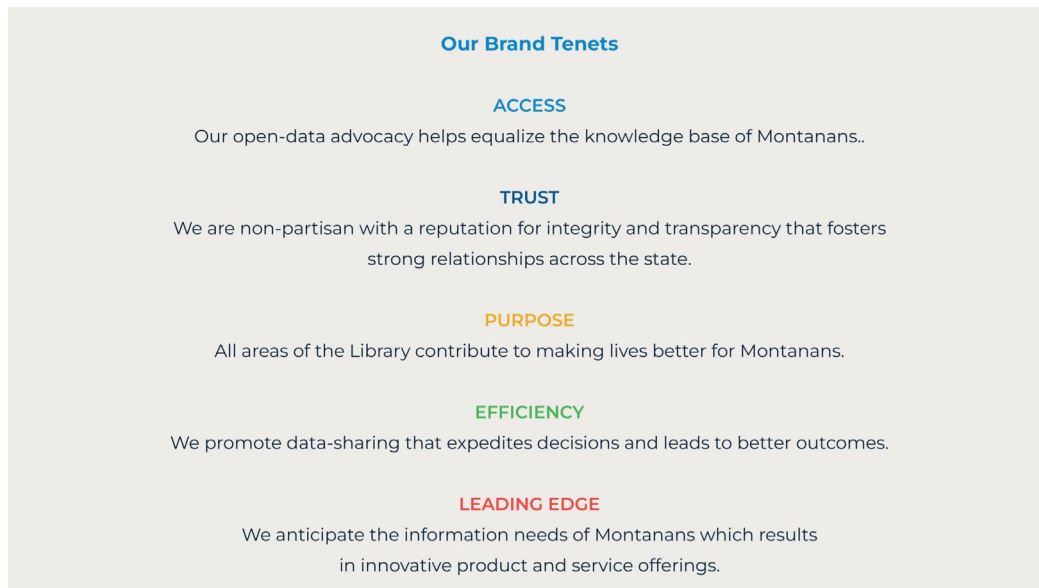 Our Brand Tenets
ACCESS
Our open-data advocacy helps equalize the knowledge base of Montanans..
TRUST
We are non-partisan with a reputation for integrity and transparency that fosters
strong relationships across the state.
PURPOSE
All areas of the Library contribute to making lives better for Montanans.
EFFICIENCY
We promote data-sharing that expedites decisions and leads to better outcomes.
LEADING EDGE
We anticipate the information needs of Montanans which results
in innovative product and service offerings.